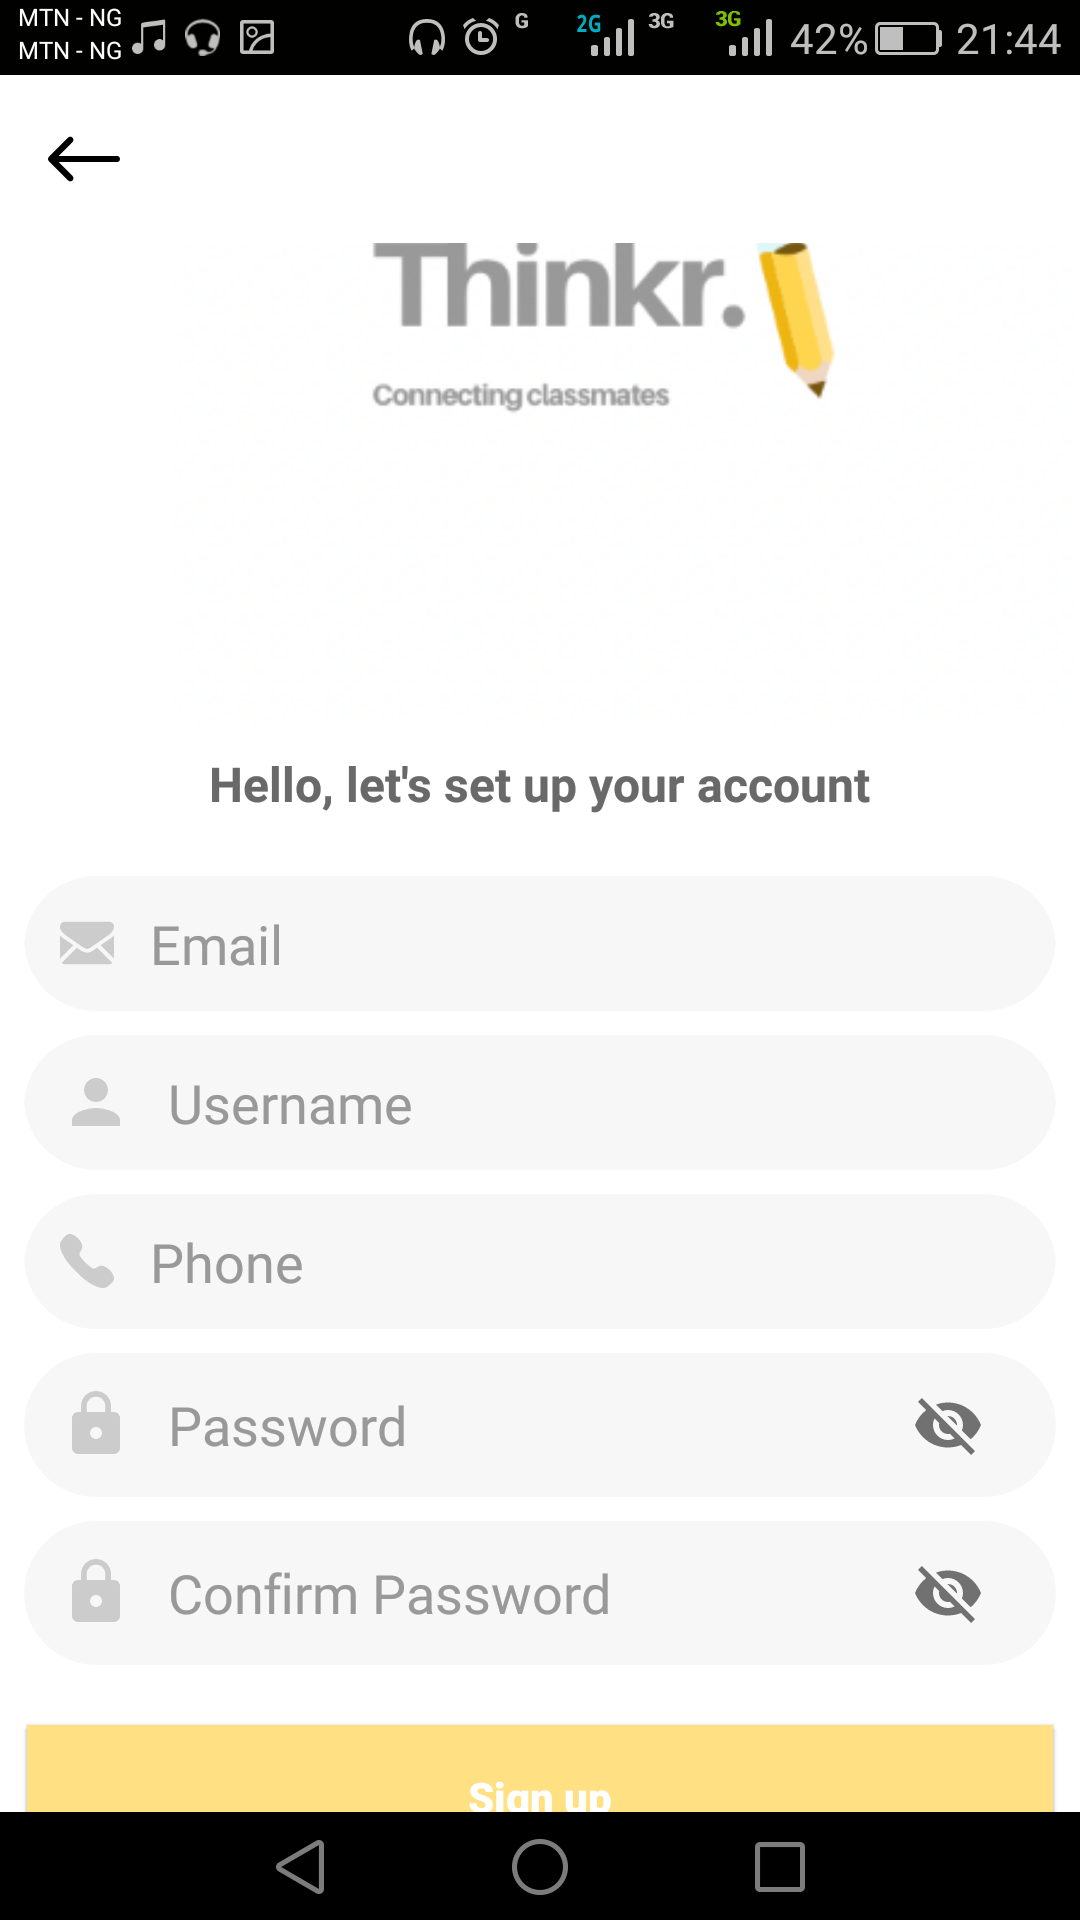 MTN - NG
MTN - NG
G 2G 3G 3G 42% 21:44
Thinkr.
Connecting classmates
Hello, let's set up your account
Email
Username
Phone
Password
Confirm Password
Sign up